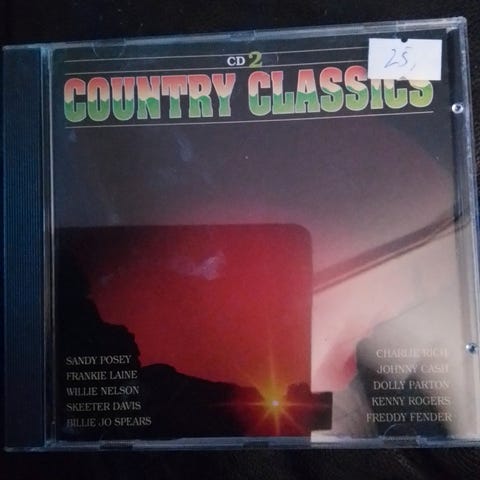 CD 2
25,
COUNTRY CLASSICS
SANDY POSEY
FRANKIE LAINE
WILLIE NELSON
SKEETER DAVIS
BILLIE JO SPEARS
CHARLIE RICH
JOHNNY CASH
DOLLY PARTON
KENNY ROGERS
FREDDY FENDER